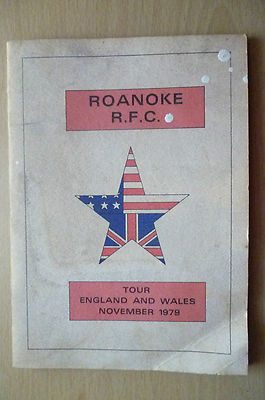 ROANOKE
R.F.C.
TOUR
ENGLAND AND WALES
NOVEMBER 1979